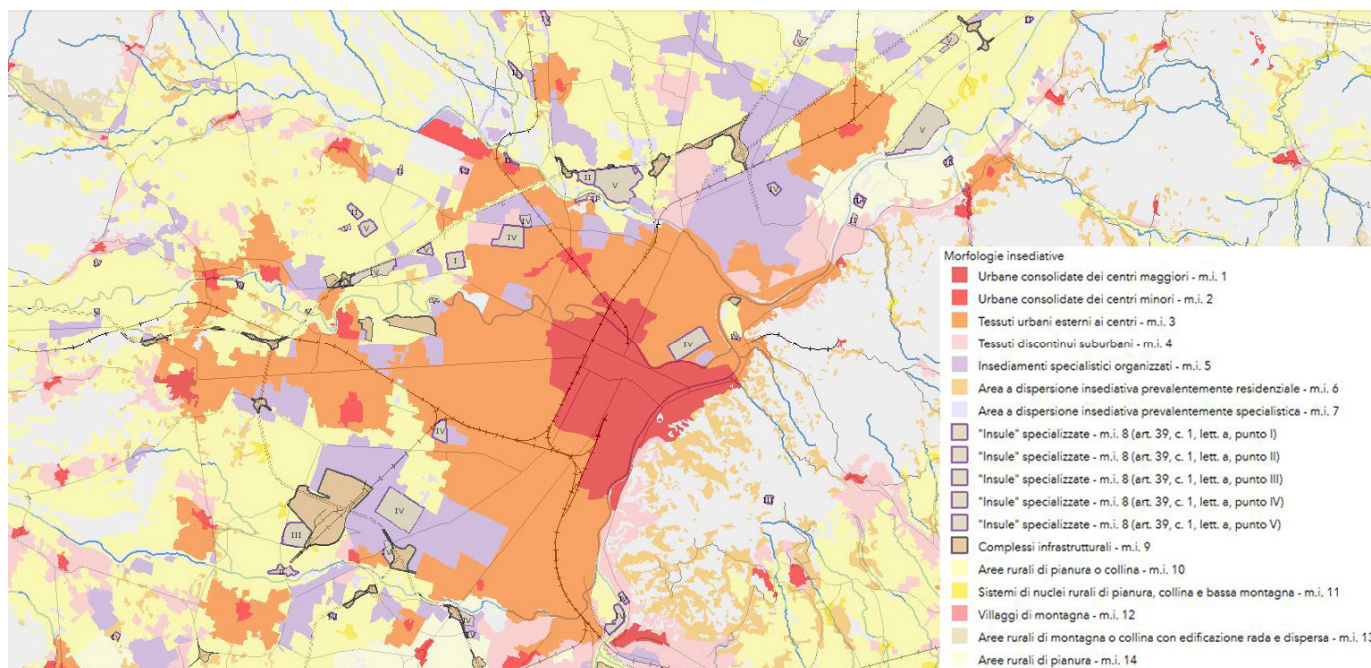 Morfologie insediative
Urbane consolidate dei centri maggiori - m.i. 1
Urbane consolidate dei centri minori - m.i. 2
Tessuti urbani esterni ai centri - m.i. 3
Tessuti discontinui suburbani - m.i. 4
Insediamenti specialistici organizzati - m.i. 5
Area a dispersione insediativa prevalentemente residenziale - m.i. 6
Area a dispersione insediativa prevalentemente specialistica - m.i. 7
"Insule" specializzate - m.i. 8 (art. 39, c. 1, lett. a, punto I)
"Insule" specializzate - m.i. 8 (art. 39, c. 1, lett. a, punto II)
"Insule" specializzate - m.i. 8 (art. 39, c. 1, lett. a, punto III)
"Insule" specializzate - m.i. 8 (art. 39, c. 1, lett. a, punto IV)
"Insule" specializzate - m.i. 8 (art. 39, c. 1, lett. a, punto V)
Complessi infrastrutturali - m.i. 9
Aree rurali di pianura o collina - m.i. 10
Sistemi di nuclei rurali di pianura, collina e bassa montagna - m.i. 11
Villaggi di montagna - m.i. 12
Aree rurali di montagna o collina con edificazione rada e dispersa - m.i. 13
Aree rurali di pianura - m.i. 14
V
II
V
IV
V
IV
IV
I
IV
IV
IV
III